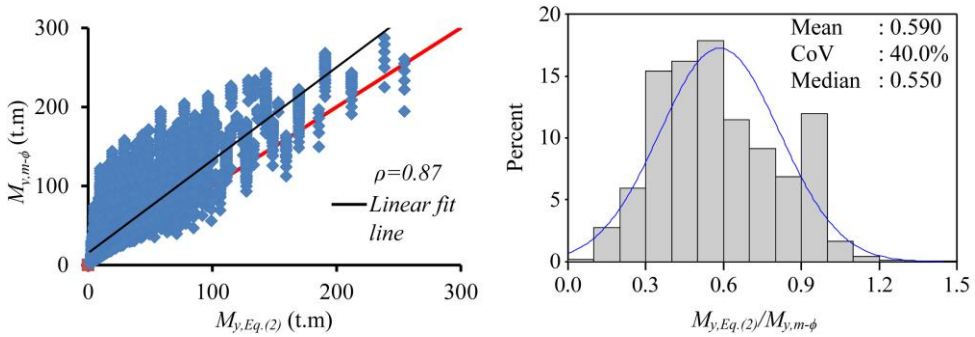 300
200
100
0
M_{y,m-ϕ} (t.m)
ρ=0.87
Linear fit
line
0 100 200 300
M_{y,Eq.(2)} (t.m)
20
15
10
5
0
Percent
Mean : 0.590
CoV : 40.0%
Median : 0.550
0.0 0.3 0.6 0.9 1.2 1.5
M_{y,Eq.(2)}/M_{y,m-ϕ}